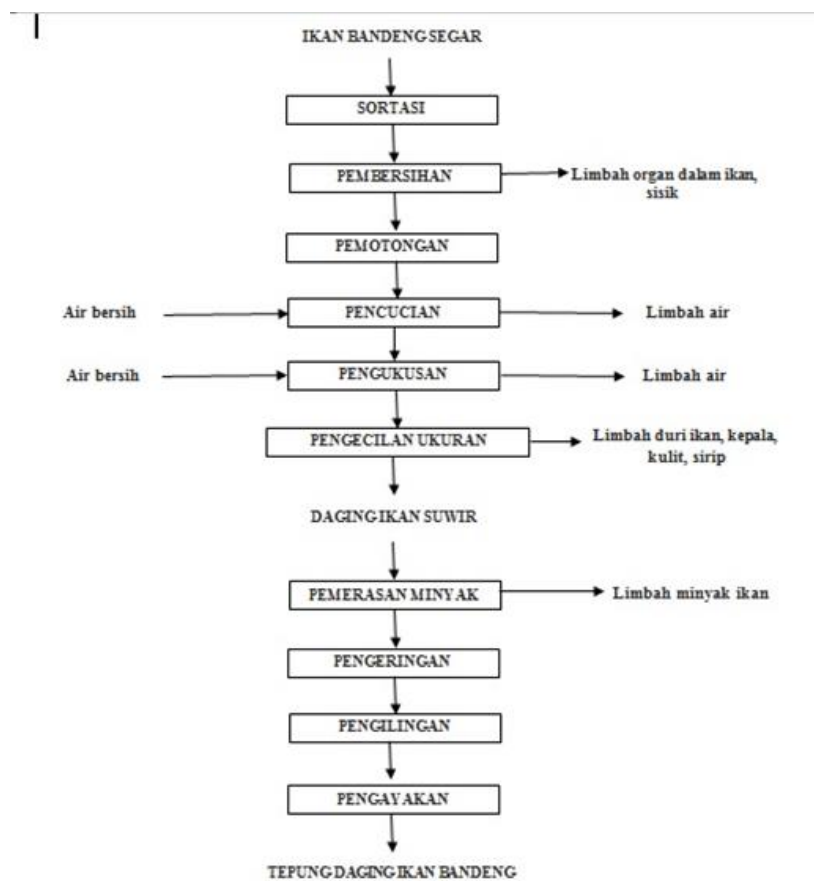 IKAN BANDENG SEGAR
SORTASI
PEMBERSIHAN
Limbah organ dalam ikan,
sisik
PEMOTONGAN
Air bersih
PENCUCIAN
Limbah air
Air bersih
PENGUKUSAN
Limbah air
PENGECILAN UKURAN
Limbah duri ikan, kepala,
kulit, sirip
DAGING IKAN SUWIR
PEMERASAN MINYAK
Limbah minyak ikan
PENGERINGAN
PENGILINGAN
PENGAYAKAN
TEPUNG DAGING IKAN BANDENG